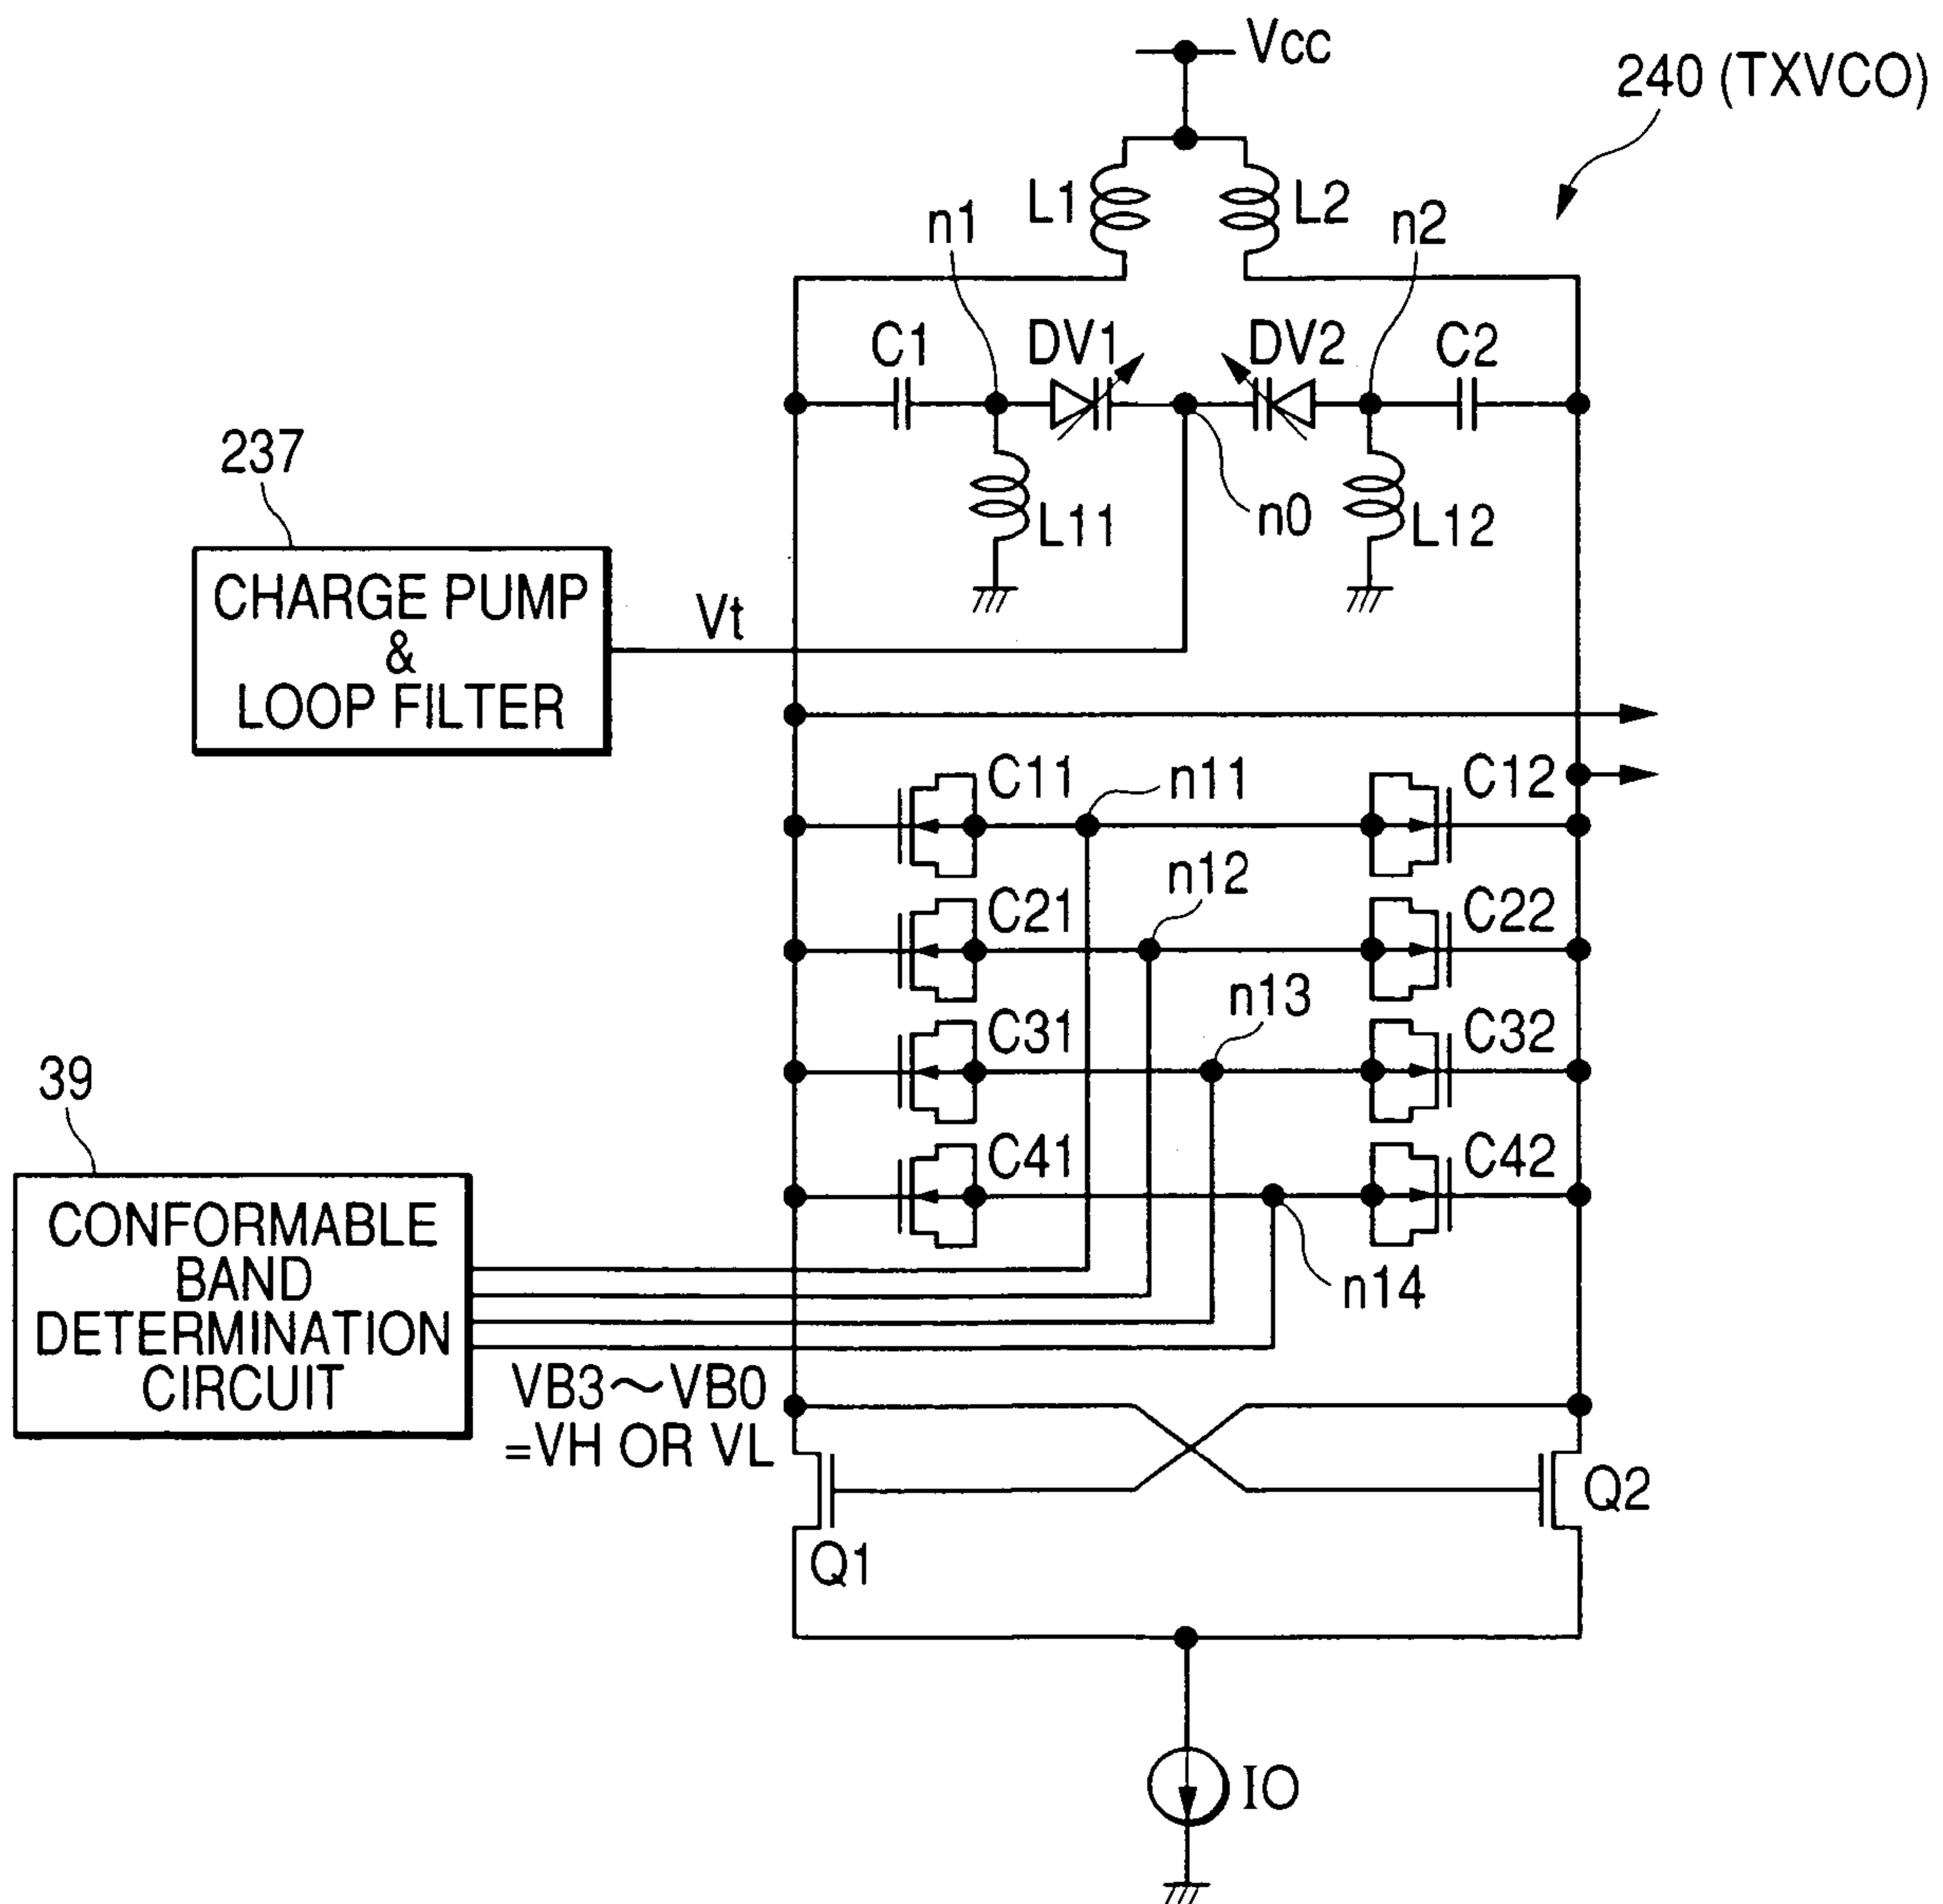 Vcc
240 (TXVCO)
L1
L2
n1
n2
C1
DV1
DV2
C2
237
L11
n0
L12
CHARGE PUMP
&
LOOP FILTER
Vt
C11
n11
C12
n12
C21
C22
n13
C31
C32
39
C41
C42
CONFORMABLE
BAND
DETERMINATION
CIRCUIT
n14
VB3～VB0
=VH OR VL
Q2
Q1
IO